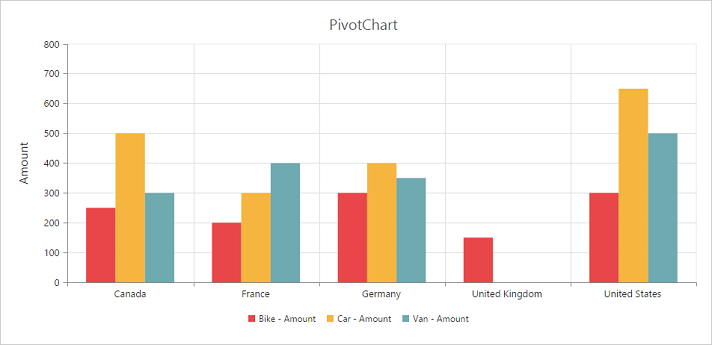 PivotChart
800
700
600
500
400
300
200
100
0
Amount
Canada France Germany United Kingdom United States
Bike - Amount Car - Amount Van - Amount